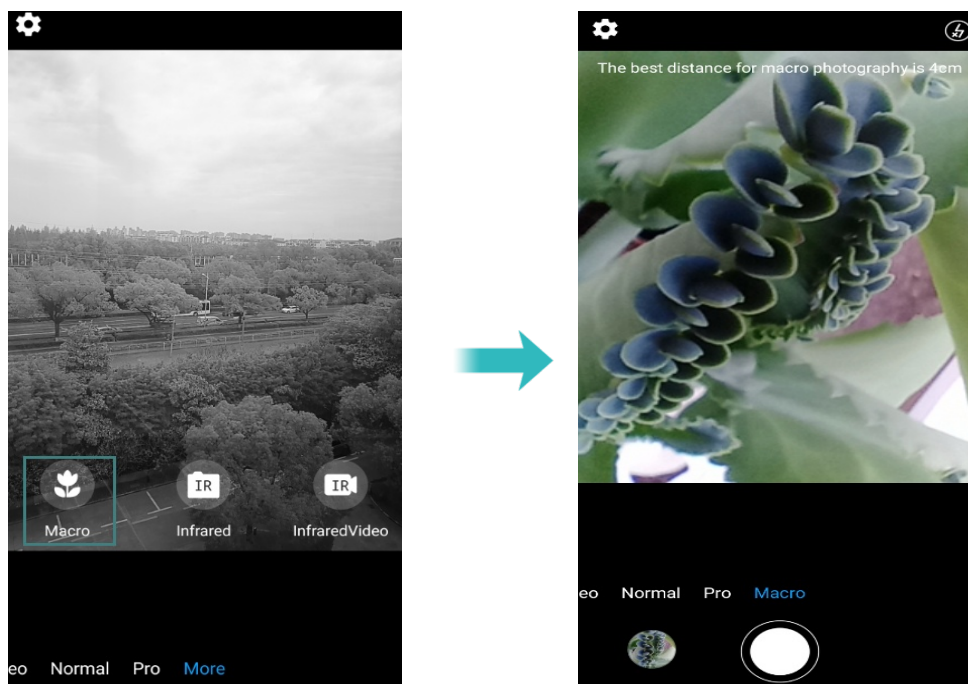 IR
IR
Macro
Infrared
InfraredVideo
eo Normal Pro More
The best distance for macro photography is 4cm
eo Normal Pro Macro